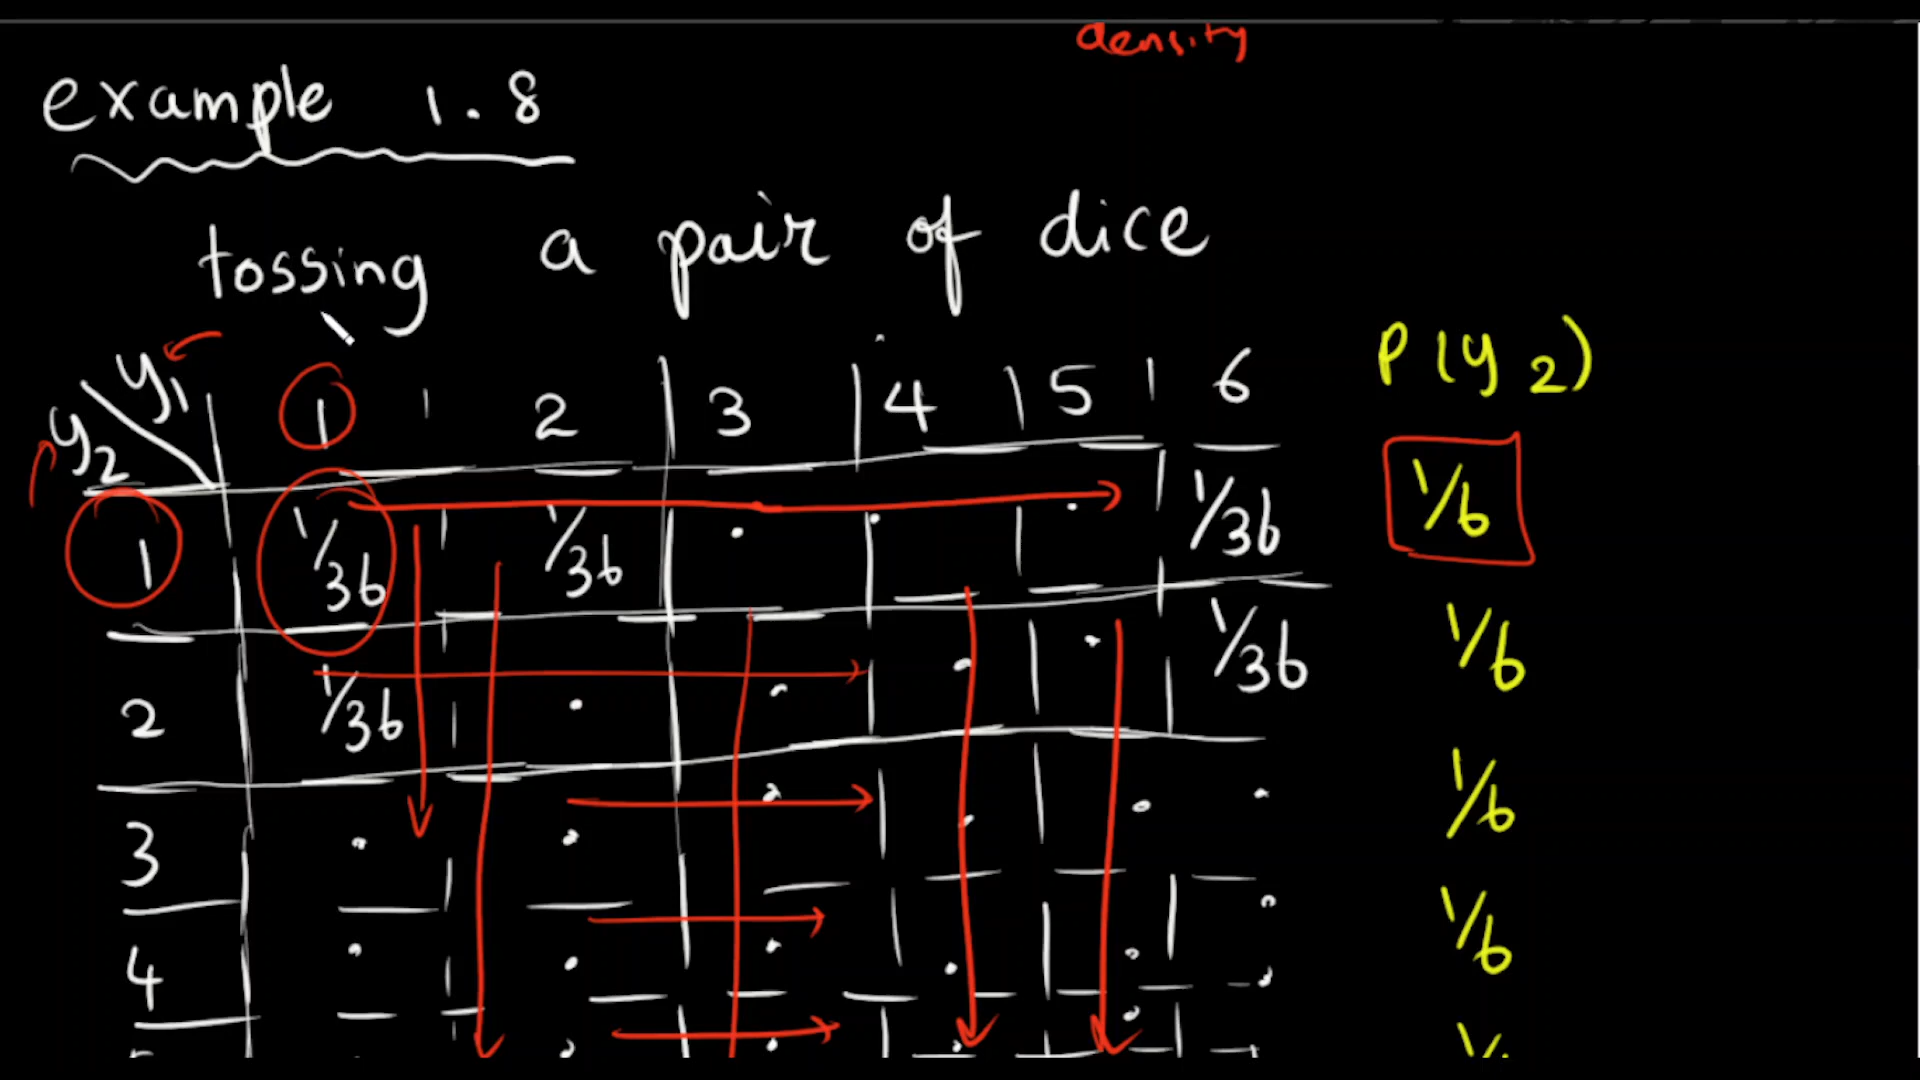 density
example 1.8
tossing a pair of dice
y1 1 2 3 4 5 6 P(y2)
y2
1 1/36 1/36 1/36 1/6
2 1/36 1/36 1/6
3 1/6
4 1/6